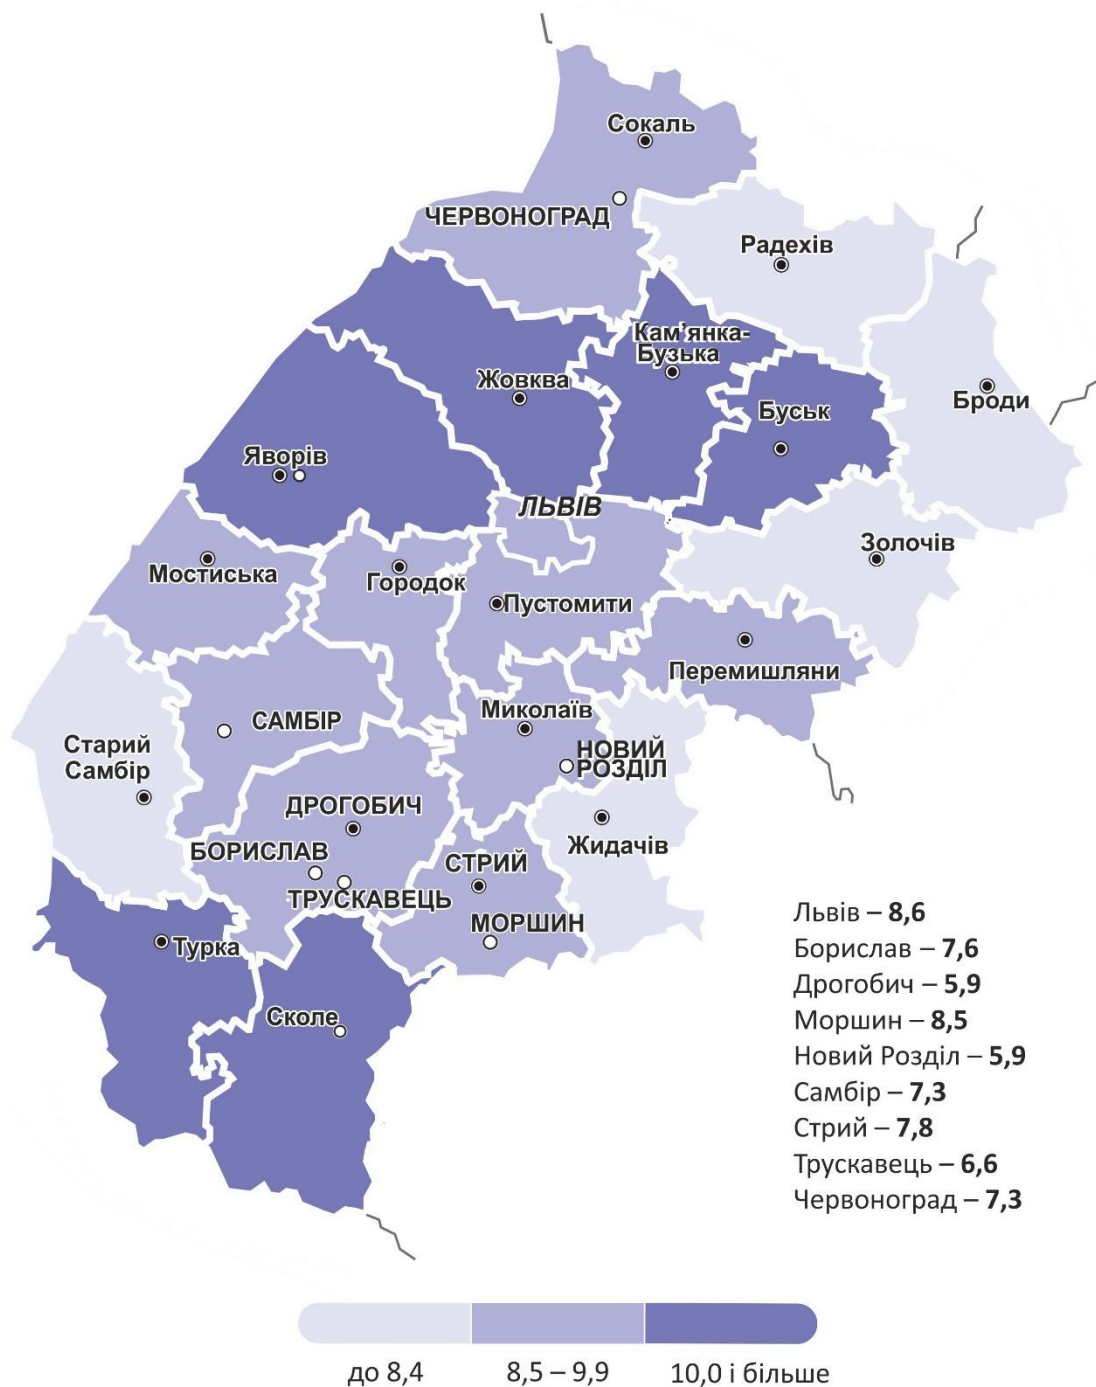 Сокаль
ЧЕРВОНОГРАД
Радехів
Кам’янка-
Бузька
Жовква
Буськ
Броди
Яворів
ЛЬВІВ
Мостиська
Городок
Золочів
Пустомити
Перемишляни
САМБІР
Миколаїв
Старий
Самбір
НОВИЙ
РОЗДІЛ
ДРОГОБИЧ
Жидачів
БОРИСЛАВ
СТРИЙ
ТРУСКАВЕЦЬ
МОРШИН
Турка
Сколе
Львів – 8,6
Борислав – 7,6
Дрогобич – 5,9
Моршин – 8,5
Новий Розділ – 5,9
Самбір – 7,3
Стрий – 7,8
Трускавець – 6,6
Червоноград – 7,3
до 8,4 8,5 – 9,9 10,0 і більше